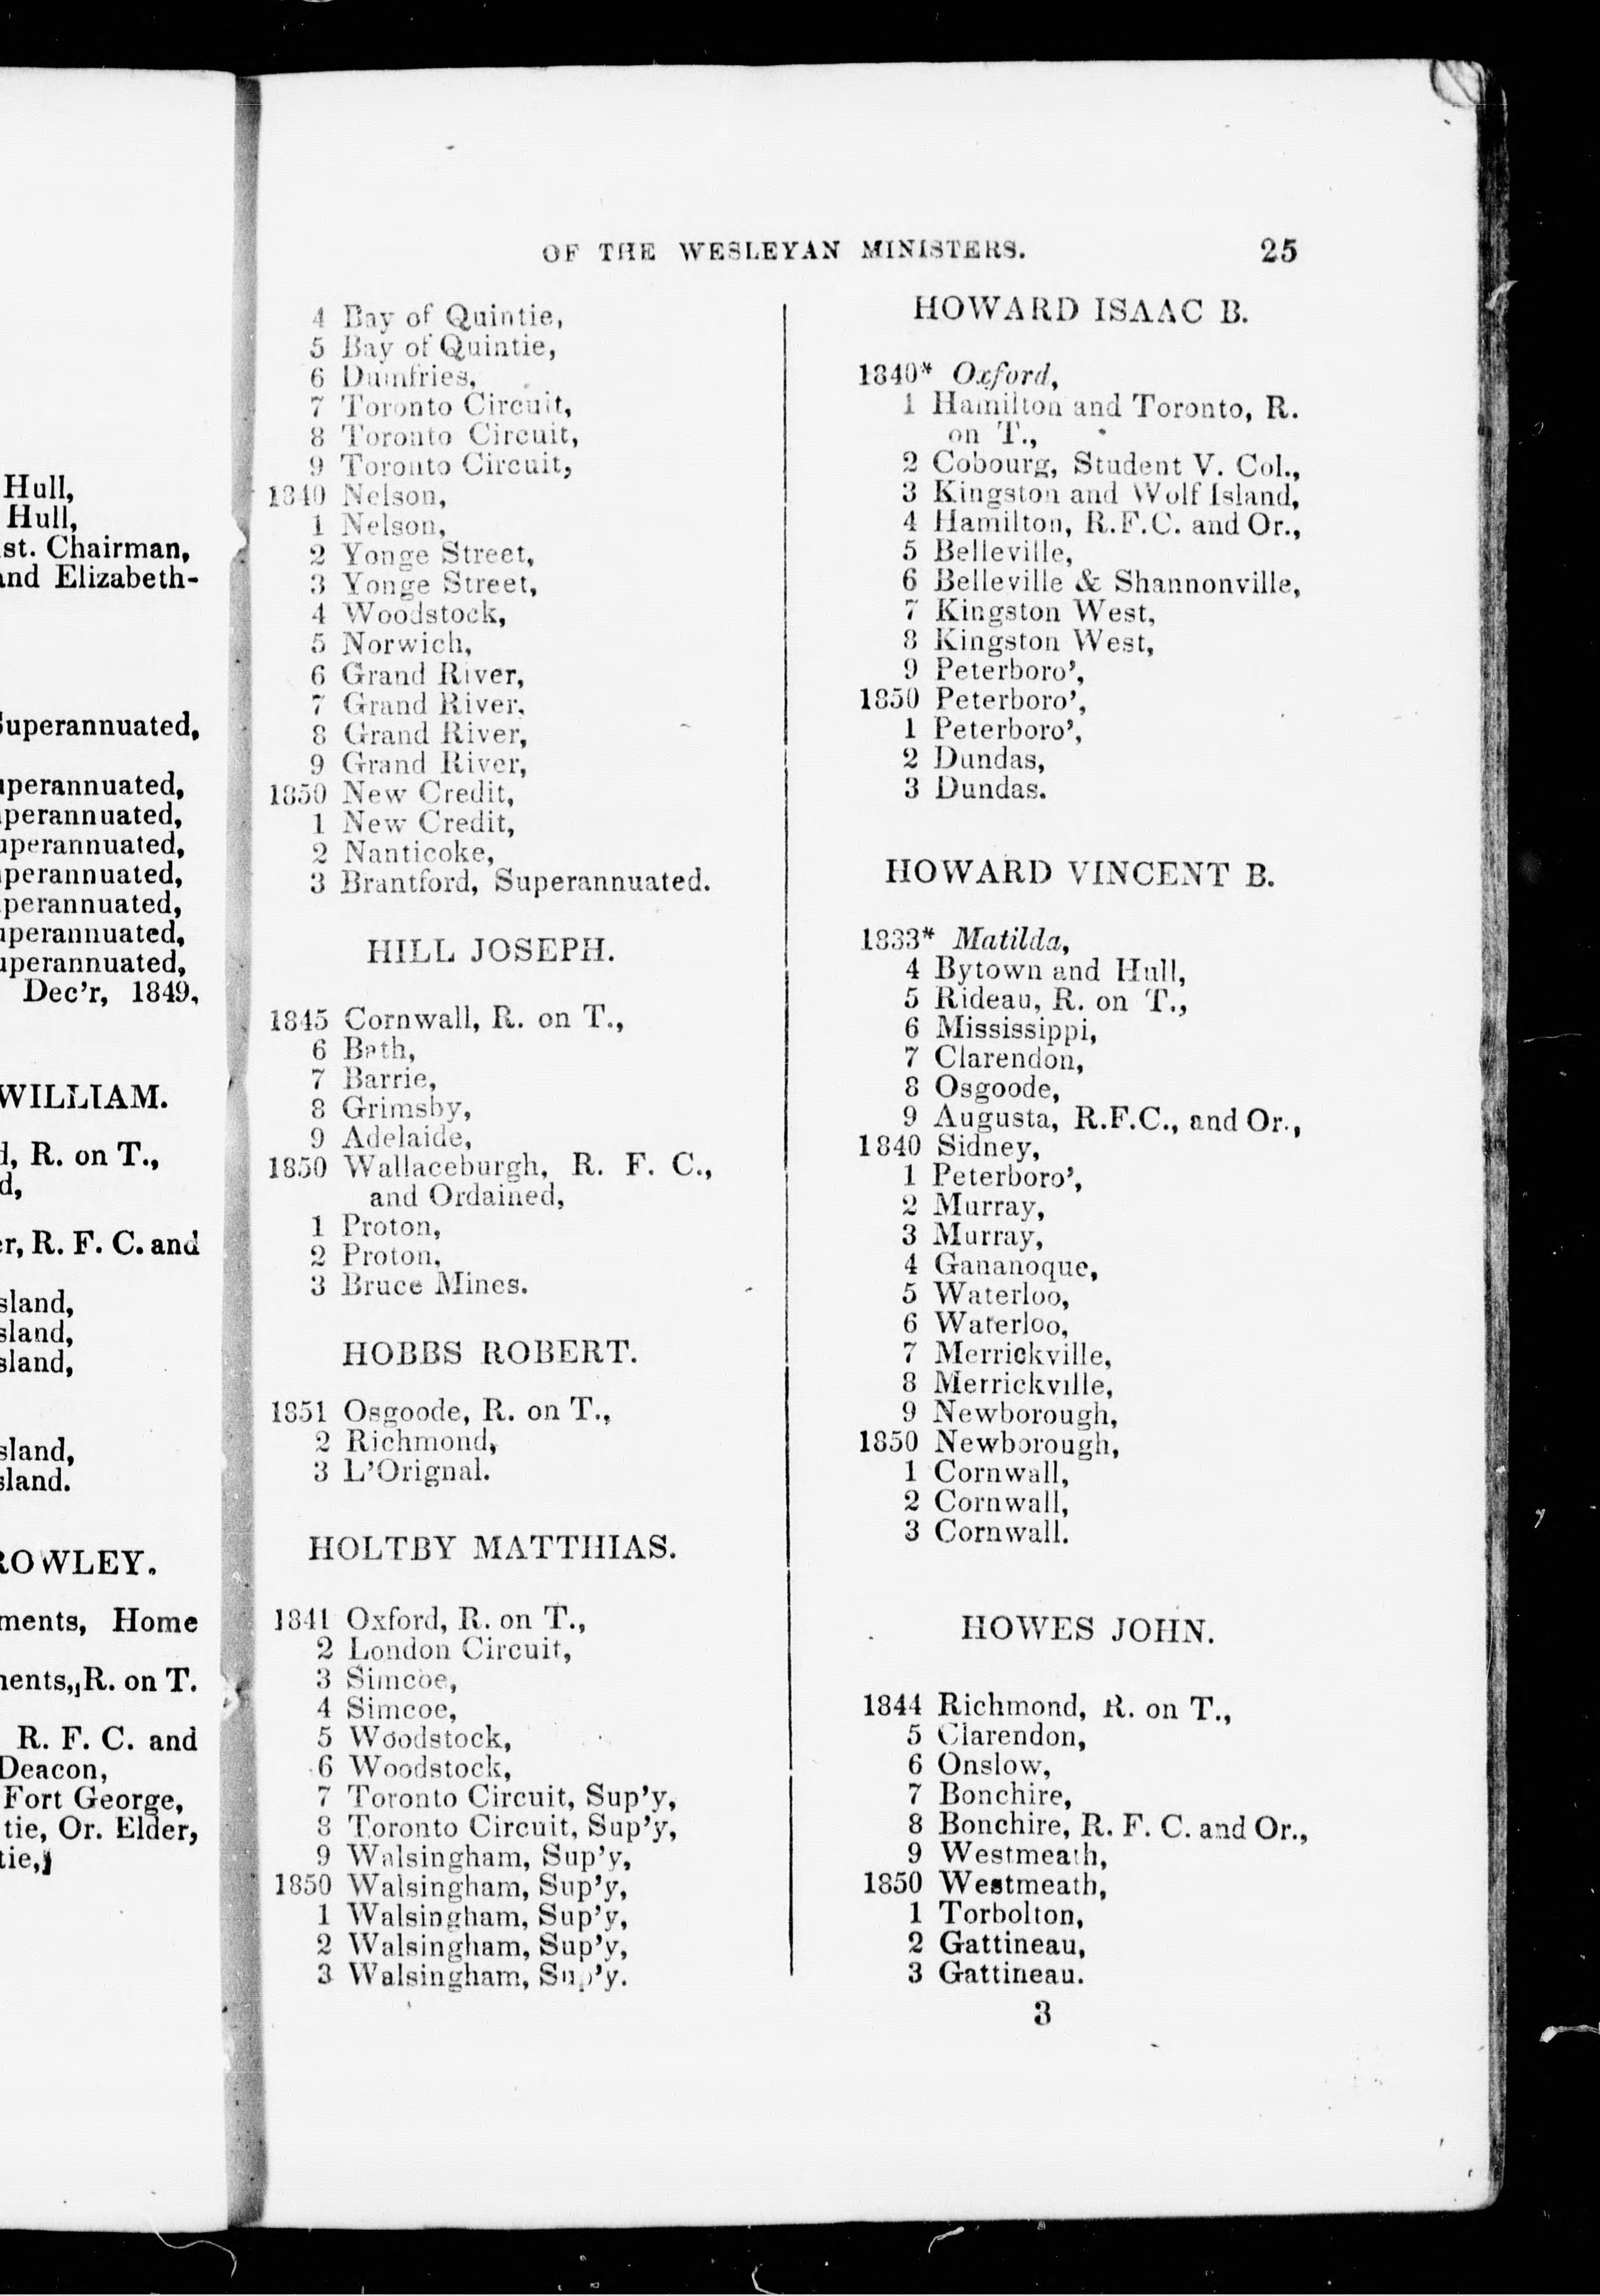 Hull,
Hull,
st. Chairman,
and Elizabeth-
Superannuated,
uperannuated,
uperannuated,
uperannuated,
uperannuated,
uperannuated,
uperannuated,
uperannuated,
Dec'r, 1849,
WILLIAM.
d, R. on T.,
d,
er, R. F. C. and
sland,
sland,
sland,
sland,
sland.
ROWLEY.
ments, Home
nents, R. on T.
R. F. C. and
Deacon,
Fort George,
tie, Or. Elder,
tie,
OF THE WESLEYAN MINISTERS. 25
4 Bay of Quintie,
5 Bay of Quintie,
6 Dumfries,
7 Toronto Circuit,
8 Toronto Circuit,
9 Toronto Circuit,
1840 Nelson,
1 Nelson,
2 Yonge Street,
3 Yonge Street,
4 Woodstock,
5 Norwich,
6 Grand River,
7 Grand River,
8 Grand River,
9 Grand River,
1850 New Credit,
1 New Credit,
2 Nanticoke,
3 Brantford, Superannuated.
HILL JOSEPH.
1845 Cornwall, R. on T.,
6 Bath,
7 Barrie,
8 Grimsby,
9 Adelaide,
1850 Wallaceburgh, R. F. C.,
and Ordained,
1 Proton,
2 Proton,
3 Bruce Mines.
HOBBS ROBERT.
1851 Osgoode, R. on T.,
2 Richmond,
3 L'Orignal.
HOLTBY MATTHIAS.
1841 Oxford, R. on T.,
2 London Circuit,
3 Simcoe,
4 Simcoe,
5 Woodstock,
6 Woodstock,
7 Toronto Circuit, Sup'y,
8 Toronto Circuit, Sup'y,
9 Walsingham, Sup'y,
1850 Walsingham, Sup'y,
1 Walsingham, Sup'y,
2 Walsingham, Sup'y,
3 Walsingham, Sup'y.
HOWARD ISAAC B.
1840* Oxford,
1 Hamilton and Toronto, R.
on T.,
2 Cobourg, Student V. Col.,
3 Kingston and Wolf Island,
4 Hamilton, R.F.C. and Or.,
5 Belleville,
6 Belleville & Shannonville,
7 Kingston West,
8 Kingston West,
9 Peterboro',
1850 Peterboro',
1 Peterboro',
2 Dundas,
3 Dundas.
HOWARD VINCENT B.
1833* Matilda,
4 Bytown and Hull,
5 Rideau, R. on T.,
6 Mississippi,
7 Clarendon,
8 Osgoode,
9 Augusta, R.F.C., and Or.,
1840 Sidney,
1 Peterboro',
2 Murray,
3 Murray,
4 Gananoque,
5 Waterloo,
6 Waterloo,
7 Merrickville,
8 Merrickville,
9 Newborough,
1850 Newborough,
1 Cornwall,
2 Cornwall,
3 Cornwall.
HOWES JOHN.
1844 Richmond, R. on T.,
5 Clarendon,
6 Onslow,
7 Bonchire,
8 Bonchire, R. F. C. and Or.,
9 Westmeath,
1850 Westmeath,
1 Torbolton,
2 Gattineau,
3 Gattineau.
3